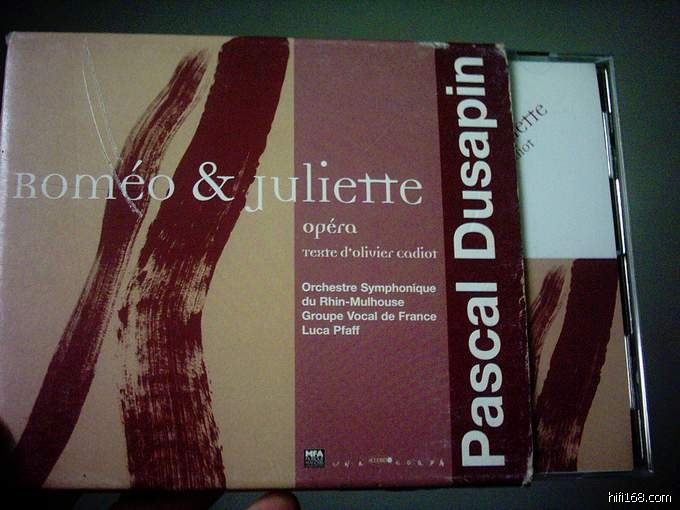 Roméo & Juliette
opéra
texte d'olivier cadiot
Orchestre Symphonique
du Rhin-Mulhouse
Groupe Vocal de France
Luca Pfaff
Pascal Dusapin
MFA
hifi168.com